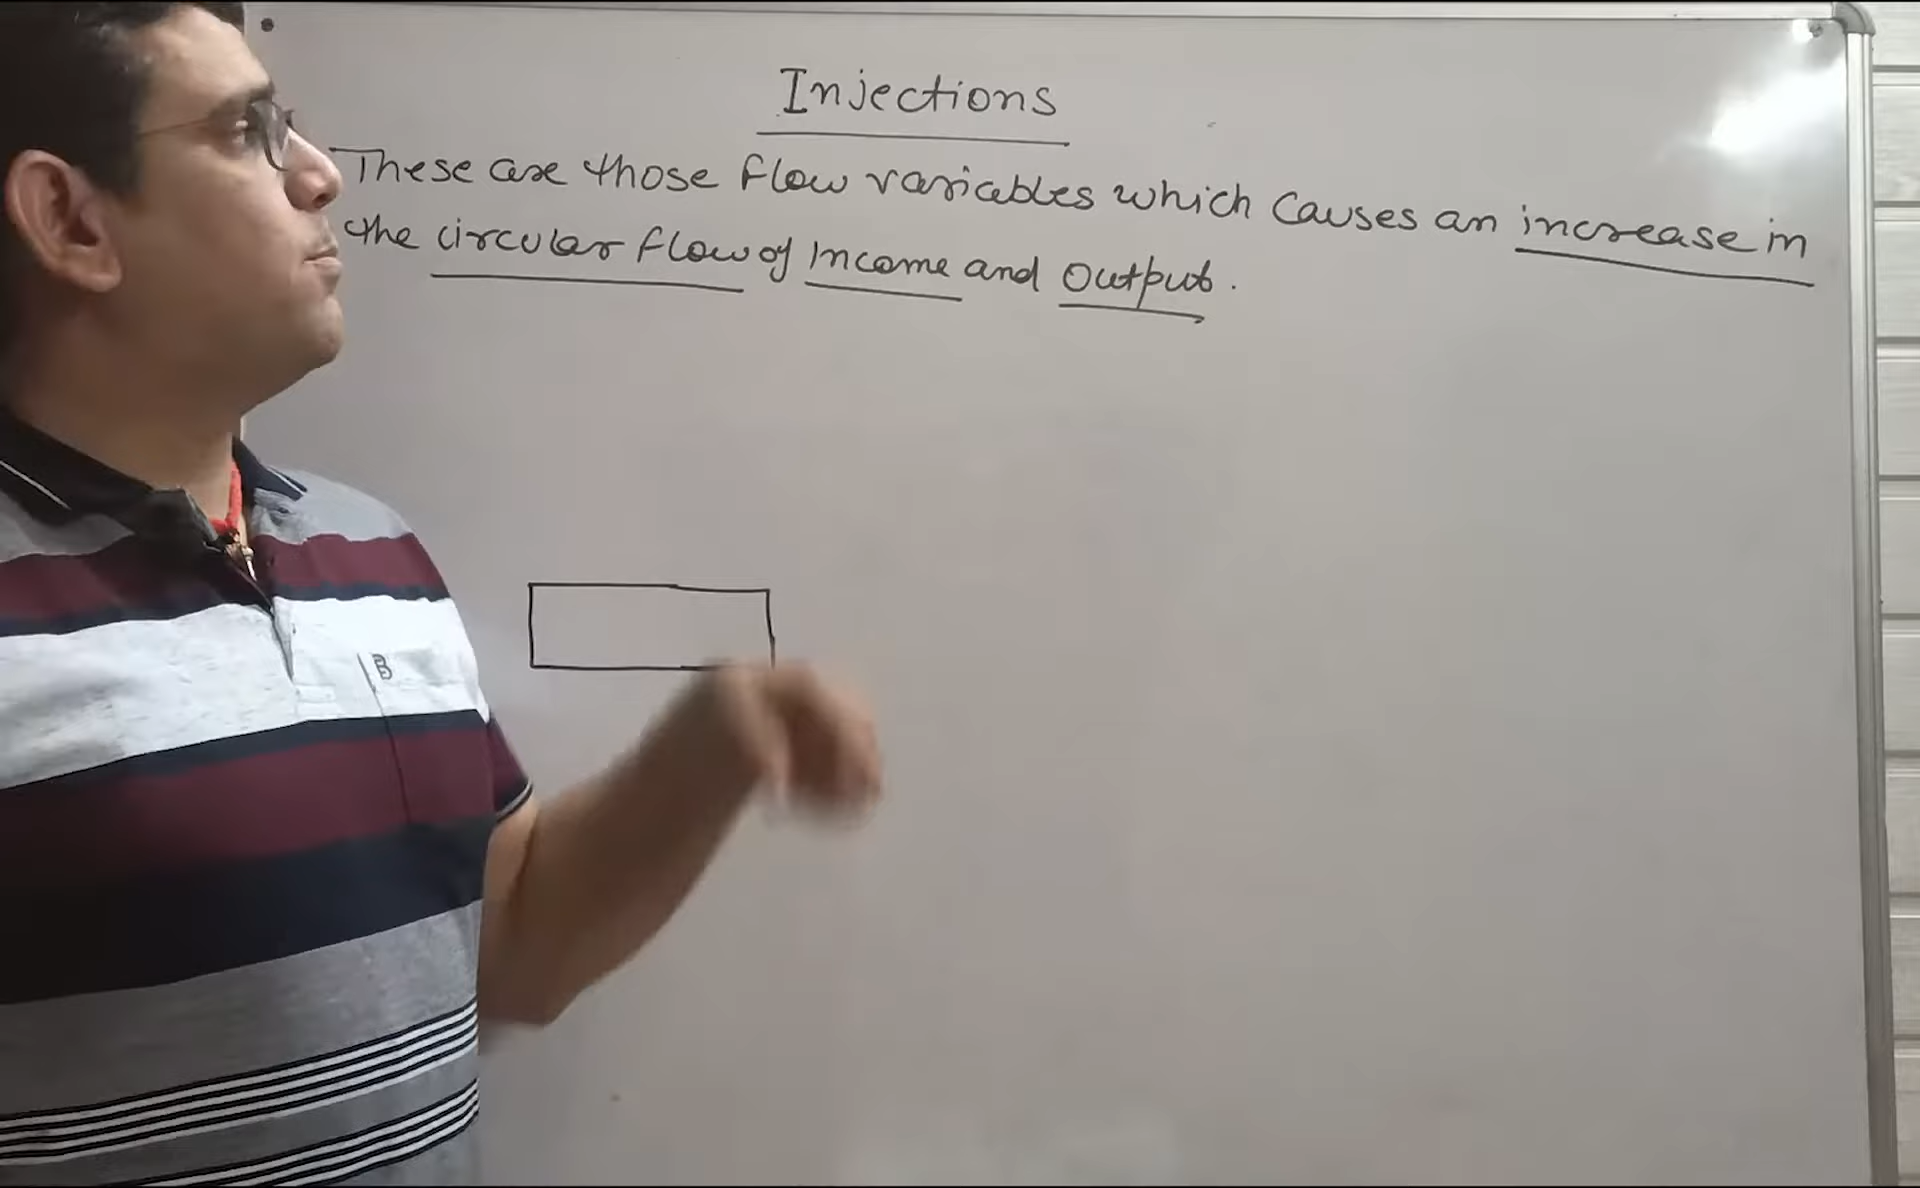 Injections
These are those flow variables which causes an increase in
the circular flow of Income and Output.
B